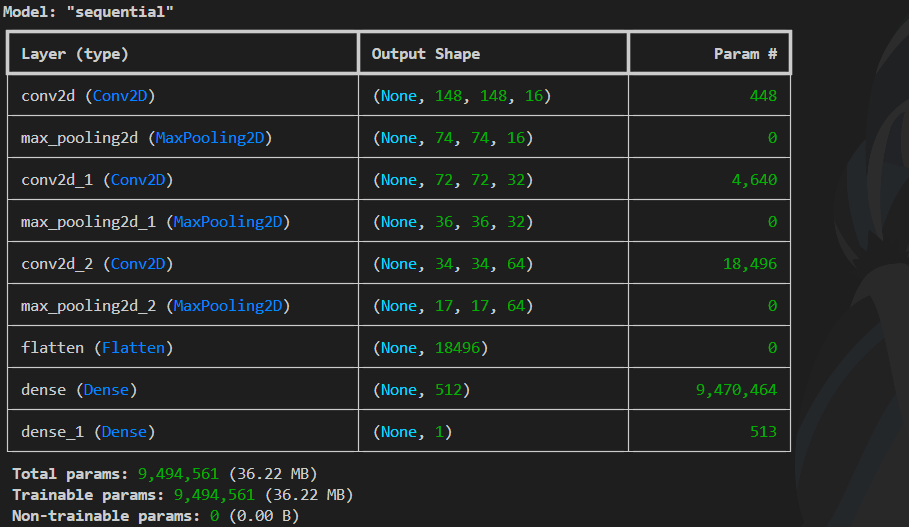 Model: "sequential"
Layer (type) Output Shape Param #
conv2d (Conv2D) (None, 148, 148, 16) 448
max_pooling2d (MaxPooling2D) (None, 74, 74, 16) 0
conv2d_1 (Conv2D) (None, 72, 72, 32) 4,640
max_pooling2d_1 (MaxPooling2D) (None, 36, 36, 32) 0
conv2d_2 (Conv2D) (None, 34, 34, 64) 18,496
max_pooling2d_2 (MaxPooling2D) (None, 17, 17, 64) 0
flatten (Flatten) (None, 18496) 0
dense (Dense) (None, 512) 9,470,464
dense_1 (Dense) (None, 1) 513
Total params: 9,494,561 (36.22 MB)
Trainable params: 9,494,561 (36.22 MB)
Non-trainable params: 0 (0.00 B)